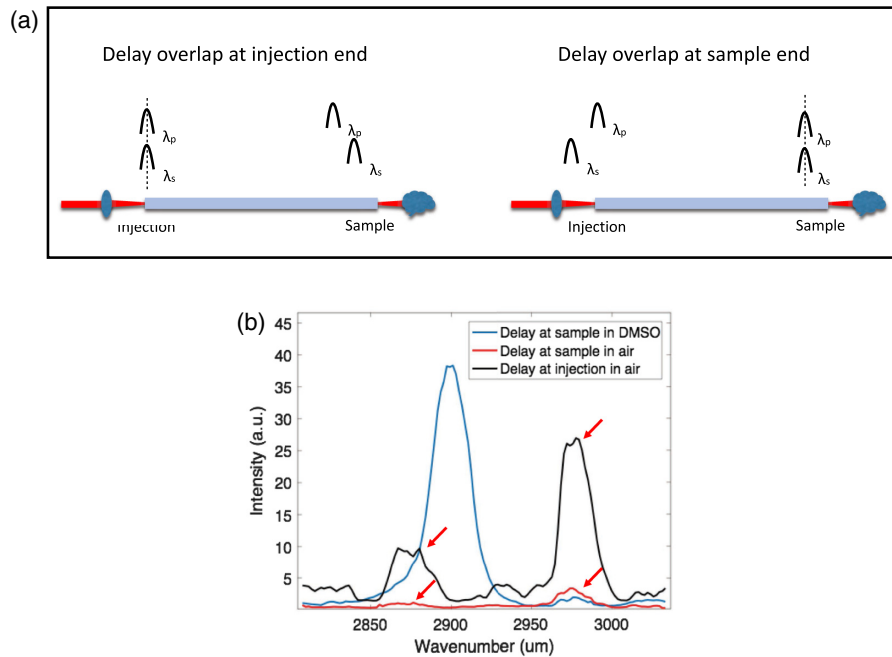 (a)
Delay overlap at injection end
Delay overlap at sample end
λp
λs
λp
λs
λp
λs
λp
λs
Injection
Sample
Injection
Sample
(b)
45
40
35
30
25
20
15
10
5
Intensity (a.u.)
Delay at sample in DMSO
Delay at sample in air
Delay at injection in air
2850
2900
2950
3000
Wavenumber (um)